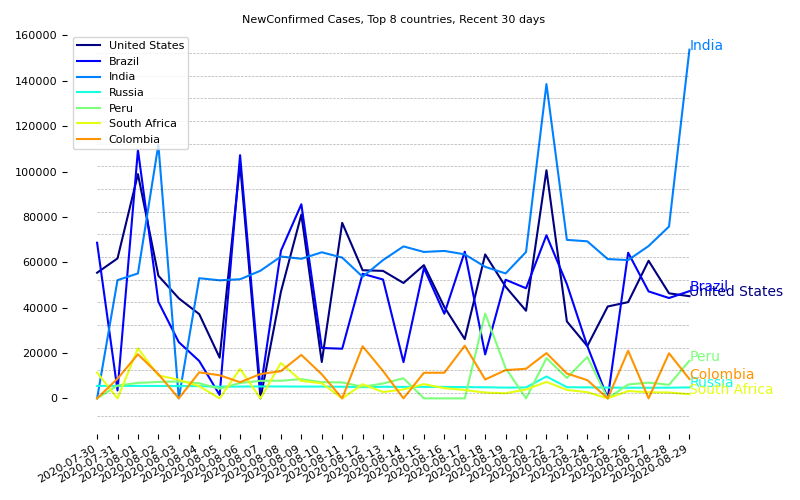 NewConfirmed Cases, Top 8 countries, Recent 30 days
160000
140000
120000
100000
80000
60000
40000
20000
0
United States
Brazil
India
Russia
Peru
South Africa
Colombia
India
Brazil
United States
Peru
Colombia
Russia
South Africa
2020-07-30
2020-07-31
2020-08-01
2020-08-02
2020-08-03
2020-08-04
2020-08-05
2020-08-06
2020-08-07
2020-08-08
2020-08-09
2020-08-10
2020-08-11
2020-08-12
2020-08-13
2020-08-14
2020-08-15
2020-08-16
2020-08-17
2020-08-18
2020-08-19
2020-08-20
2020-08-22
2020-08-23
2020-08-24
2020-08-25
2020-08-26
2020-08-27
2020-08-28
2020-08-29